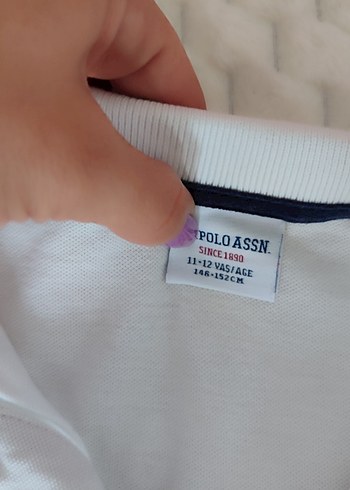 POLO ASSN.
SINCE 1890
11-12 YAS/AGE
146-152CM